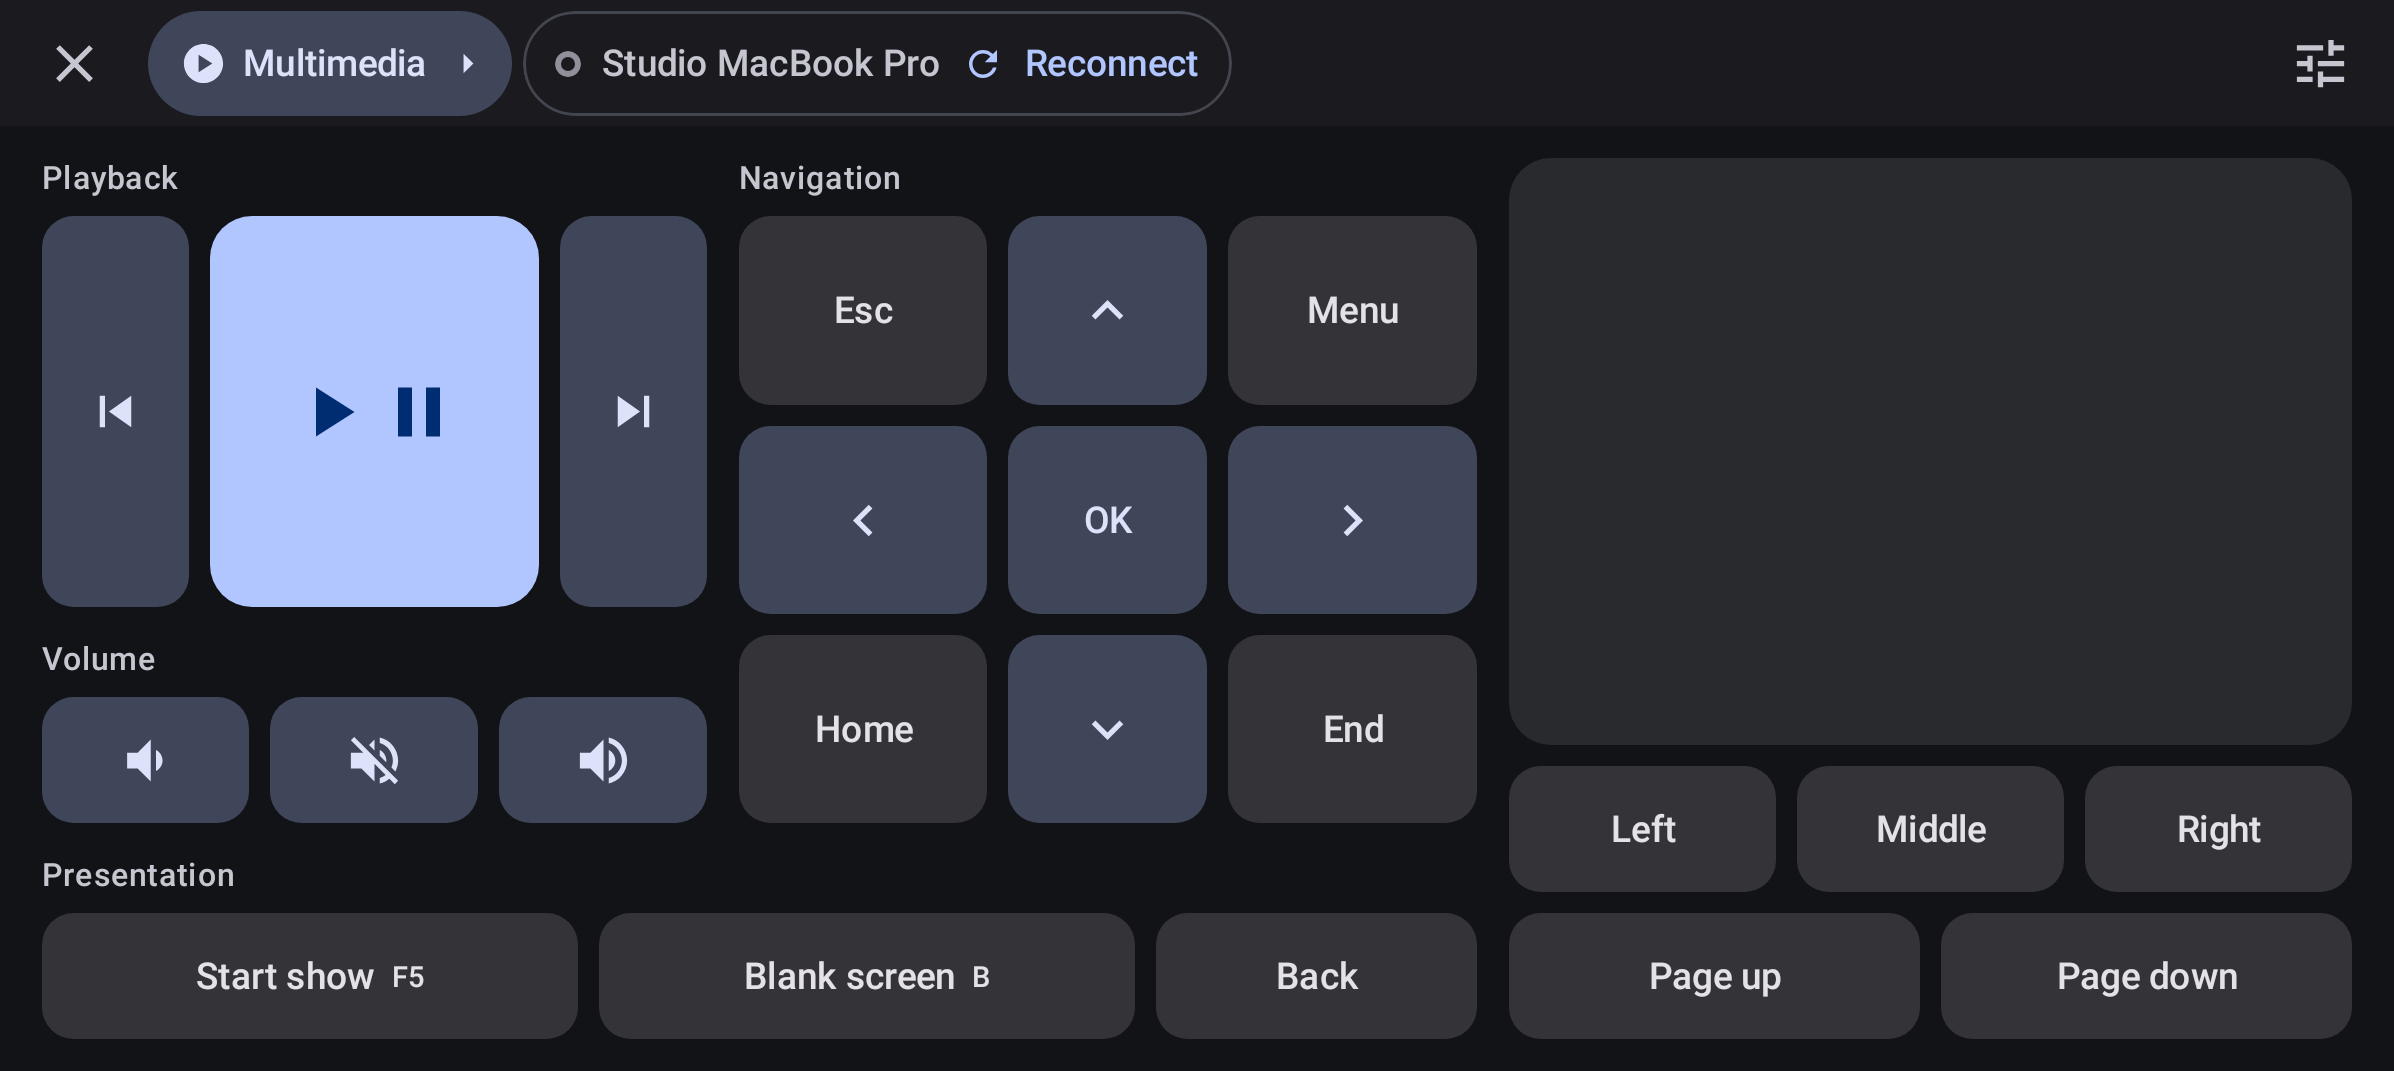 Multimedia
Studio MacBook Pro Reconnect
Playback
Navigation
Esc
Menu
OK
Home
End
Volume
Left
Middle
Right
Presentation
Start show F5
Blank screen B
Back
Page up
Page down